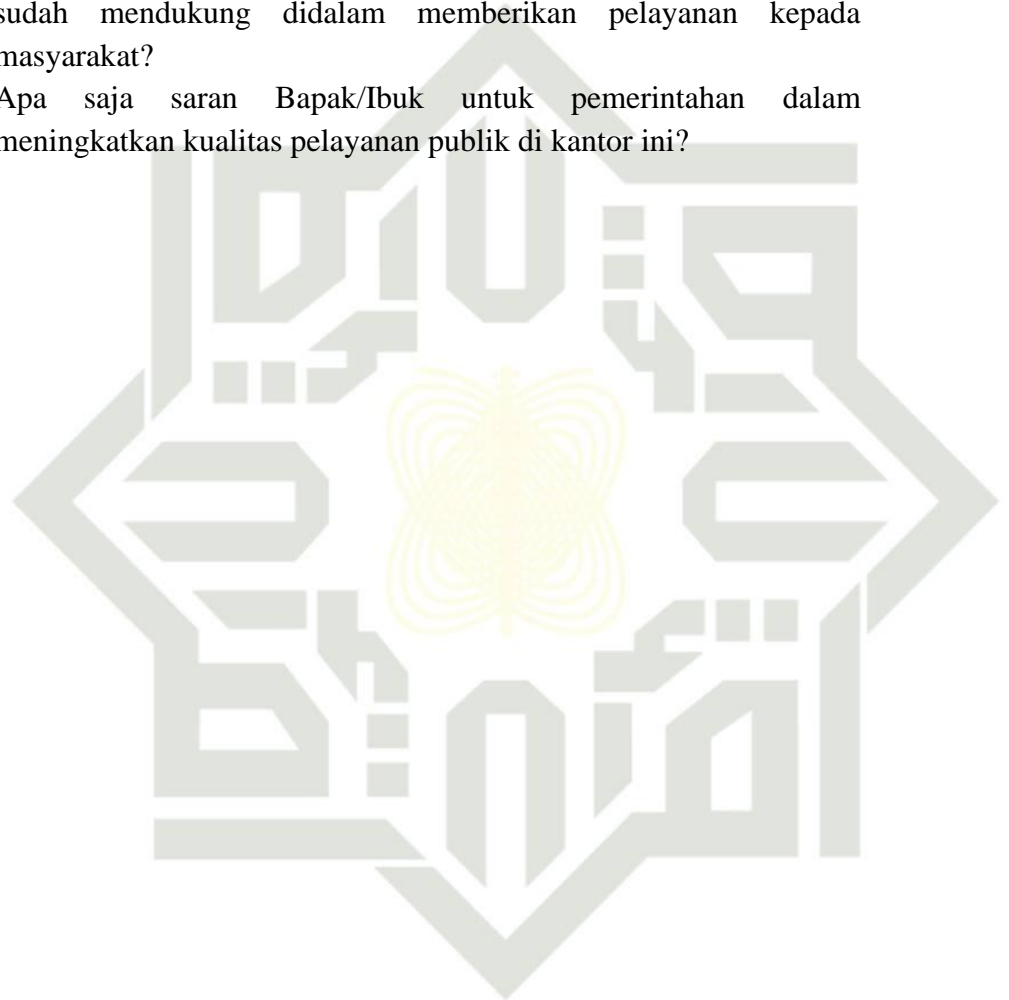 sudah mendukung didalam memberikan pelayanan kepada
masyarakat?
Apa saja saran Bapak/Ibuk untuk pemerintahan dalam
meningkatkan kualitas pelayanan publik di kantor ini?